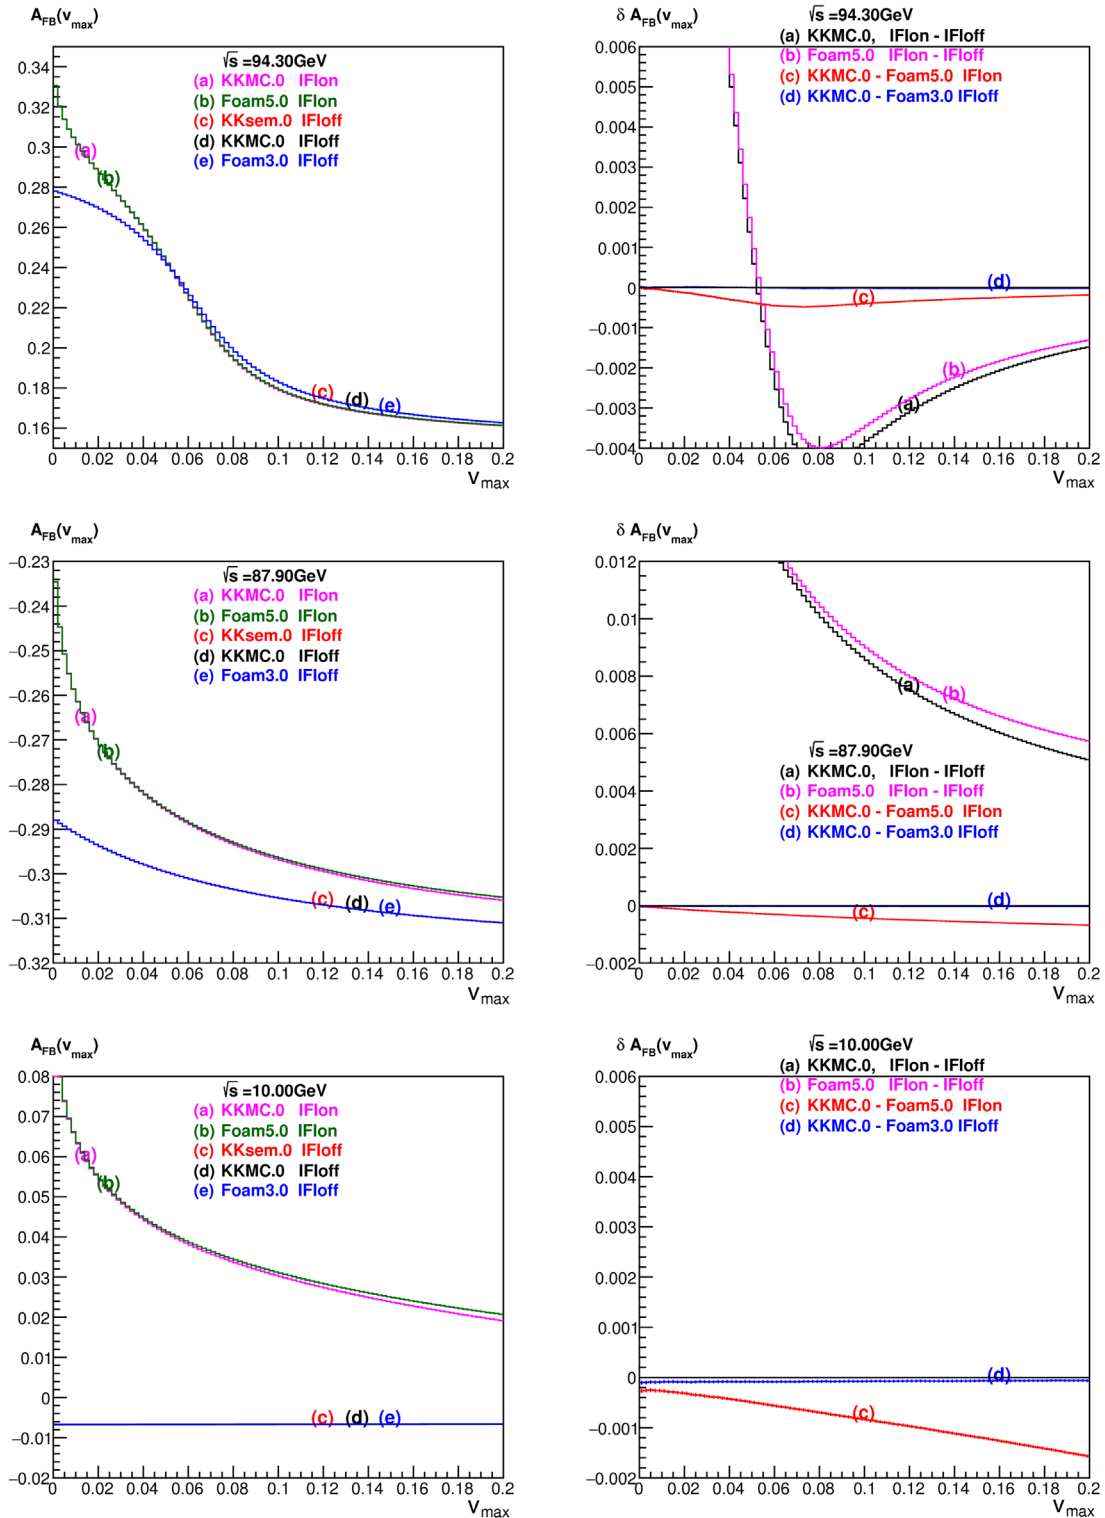 A_FB(v_max)
√s =94.30GeV
(a) KKMC.0 IFIon
(b) Foam5.0 IFIon
(c) KKsem.0 IFIoff
(d) KKMC.0 IFIoff
(e) Foam3.0 IFIoff
0.34
0.32
0.3
0.28
0.26
0.24
0.22
0.2
0.18
0.16
(a)
(b)
(c) (d) (e)
0 0.02 0.04 0.06 0.08 0.1 0.12 0.14 0.16 0.18 0.2
V_max
δ A_FB(v_max)
√s =94.30GeV
(a) KKMC.0, IFIon - IFIoff
(b) Foam5.0 IFIon - IFIoff
(c) KKMC.0 - Foam5.0 IFIon
(d) KKMC.0 - Foam3.0 IFIoff
0.006
0.005
0.004
0.003
0.002
0.001
0
−0.001
−0.002
−0.003
−0.004
(d)
(c)
(b)
(a)
0 0.02 0.04 0.06 0.08 0.1 0.12 0.14 0.16 0.18 0.2
V_max
A_FB(v_max)
√s =87.90GeV
(a) KKMC.0 IFIon
(b) Foam5.0 IFIon
(c) KKsem.0 IFIoff
(d) KKMC.0 IFIoff
(e) Foam3.0 IFIoff
−0.23
−0.24
−0.25
−0.26
−0.27
−0.28
−0.29
−0.3
−0.31
−0.32
(a)
(b)
(c) (d) (e)
0 0.02 0.04 0.06 0.08 0.1 0.12 0.14 0.16 0.18 0.2
V_max
δ A_FB(v_max)
0.012
0.01
0.008
0.006
0.004
0.002
0
−0.002
(a) (b)
√s =87.90GeV
(a) KKMC.0, IFIon - IFIoff
(b) Foam5.0 IFIon - IFIoff
(c) KKMC.0 - Foam5.0 IFIon
(d) KKMC.0 - Foam3.0 IFIoff
(d)
(c)
0 0.02 0.04 0.06 0.08 0.1 0.12 0.14 0.16 0.18 0.2
V_max
A_FB(v_max)
√s =10.00GeV
(a) KKMC.0 IFIon
(b) Foam5.0 IFIon
(c) KKsem.0 IFIoff
(d) KKMC.0 IFIoff
(e) Foam3.0 IFIoff
0.08
0.07
0.06
0.05
0.04
0.03
0.02
0.01
0
−0.01
−0.02
(a)
(b)
(c) (d) (e)
0 0.02 0.04 0.06 0.08 0.1 0.12 0.14 0.16 0.18 0.2
V_max
δ A_FB(v_max)
√s =10.00GeV
(a) KKMC.0, IFIon - IFIoff
(b) Foam5.0 IFIon - IFIoff
(c) KKMC.0 - Foam5.0 IFIon
(d) KKMC.0 - Foam3.0 IFIoff
0.006
0.005
0.004
0.003
0.002
0.001
0
−0.001
−0.002
(d)
(c)
0 0.02 0.04 0.06 0.08 0.1 0.12 0.14 0.16 0.18 0.2
V_max